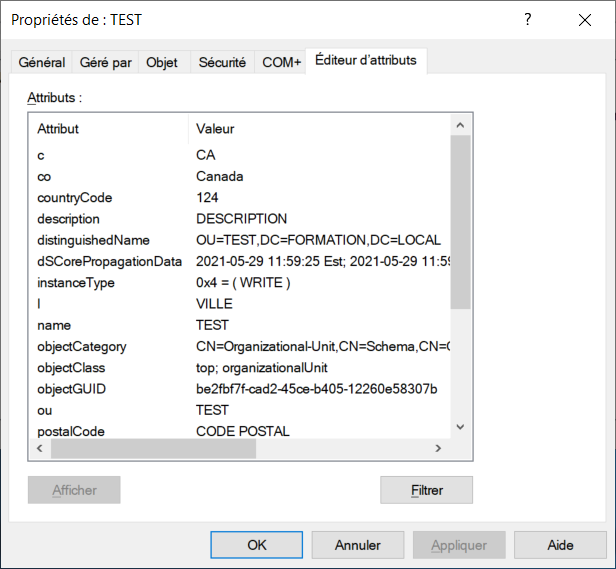 Propriétés de : TEST
Général Géré par Objet Sécurité COM+ Éditeur d'attributs
Attributs :
Attribut Valeur
c CA
co Canada
countryCode 124
description DESCRIPTION
distinguishedName OU=TEST,DC=FORMATION,DC=LOCAL
dSCorePropagationData 2021-05-29 11:59:25 Est; 2021-05-29 11:59
instanceType 0x4 = ( WRITE )
l VILLE
name TEST
objectCategory CN=Organizational-Unit,CN=Schema,CN=C
objectClass top; organizationalUnit
objectGUID be2fbf7f-cad2-45ce-b405-12260e58307b
ou TEST
postalCode CODE POSTAL
Afficher Filtrer
OK Annuler Appliquer Aide